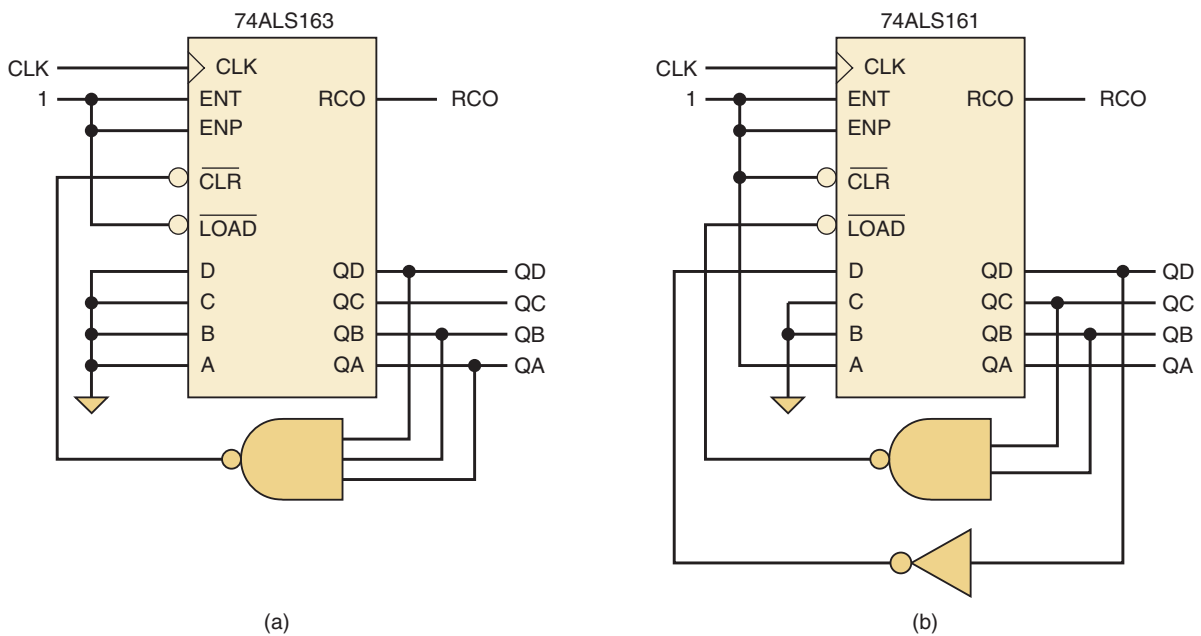 74ALS163
CLK
CLK
1
ENT
RCO
RCO
ENP
CLR
LOAD
D
QD
QD
C
QC
QC
B
QB
QB
A
QA
QA
(a)
74ALS161
CLK
CLK
1
ENT
RCO
RCO
ENP
CLR
LOAD
D
QD
QD
C
QC
QC
B
QB
QB
A
QA
QA
(b)